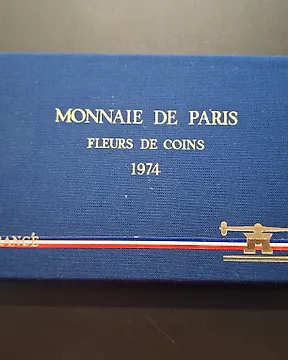 MONNAIE DE PARIS
FLEURS DE COINS
1974